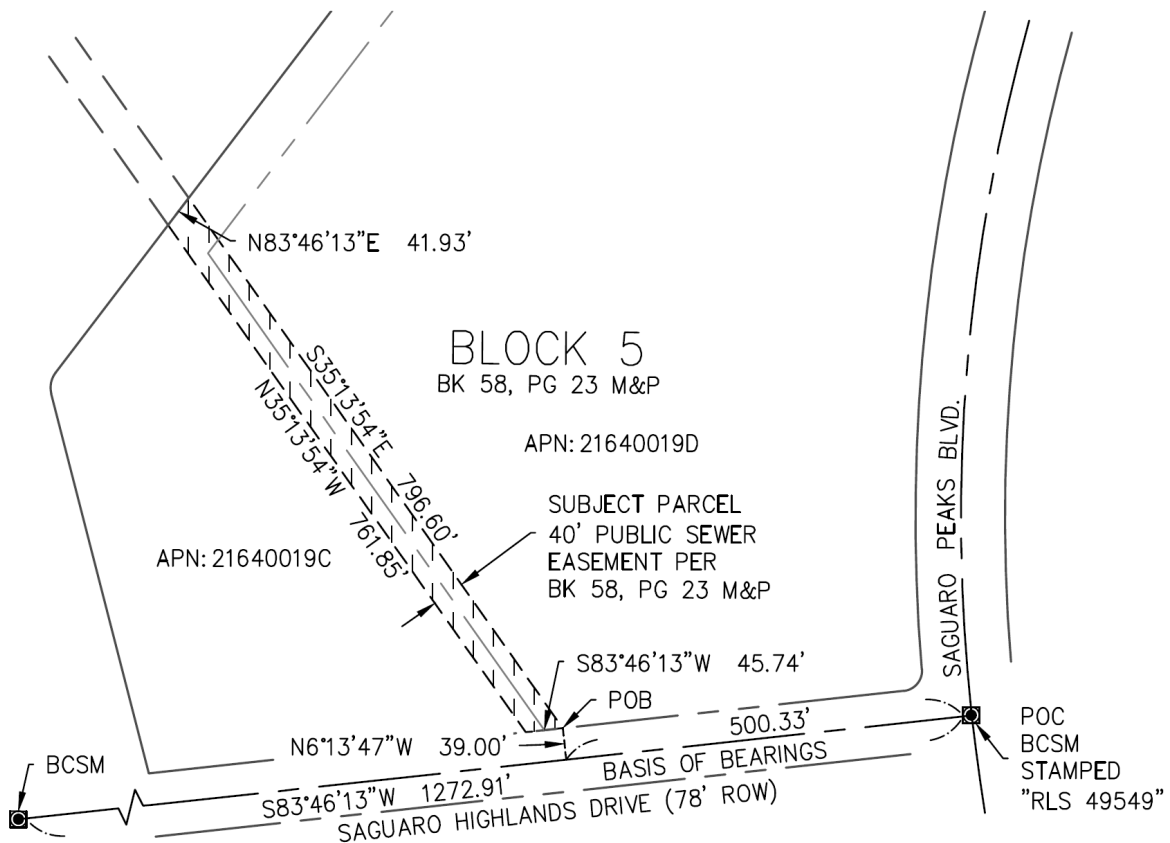 N83°46'13"E 41.93'
BLOCK 5
BK 58, PG 23 M&P
S35°13'54"E 796.60'
N35°13'54"W 761.85'
APN: 21640019D
SUBJECT PARCEL
40' PUBLIC SEWER
EASEMENT PER
BK 58, PG 23 M&P
APN: 21640019C
SAGUARO PEAKS BLVD.
S83°46'13"W 45.74'
POB
N6°13'47"W 39.00'
500.33'
POC
BCSM
STAMPED
"RLS 49549"
BCSM
BASIS OF BEARINGS
S83°46'13"W 1272.91'
SAGUARO HIGHLANDS DRIVE (78' ROW)